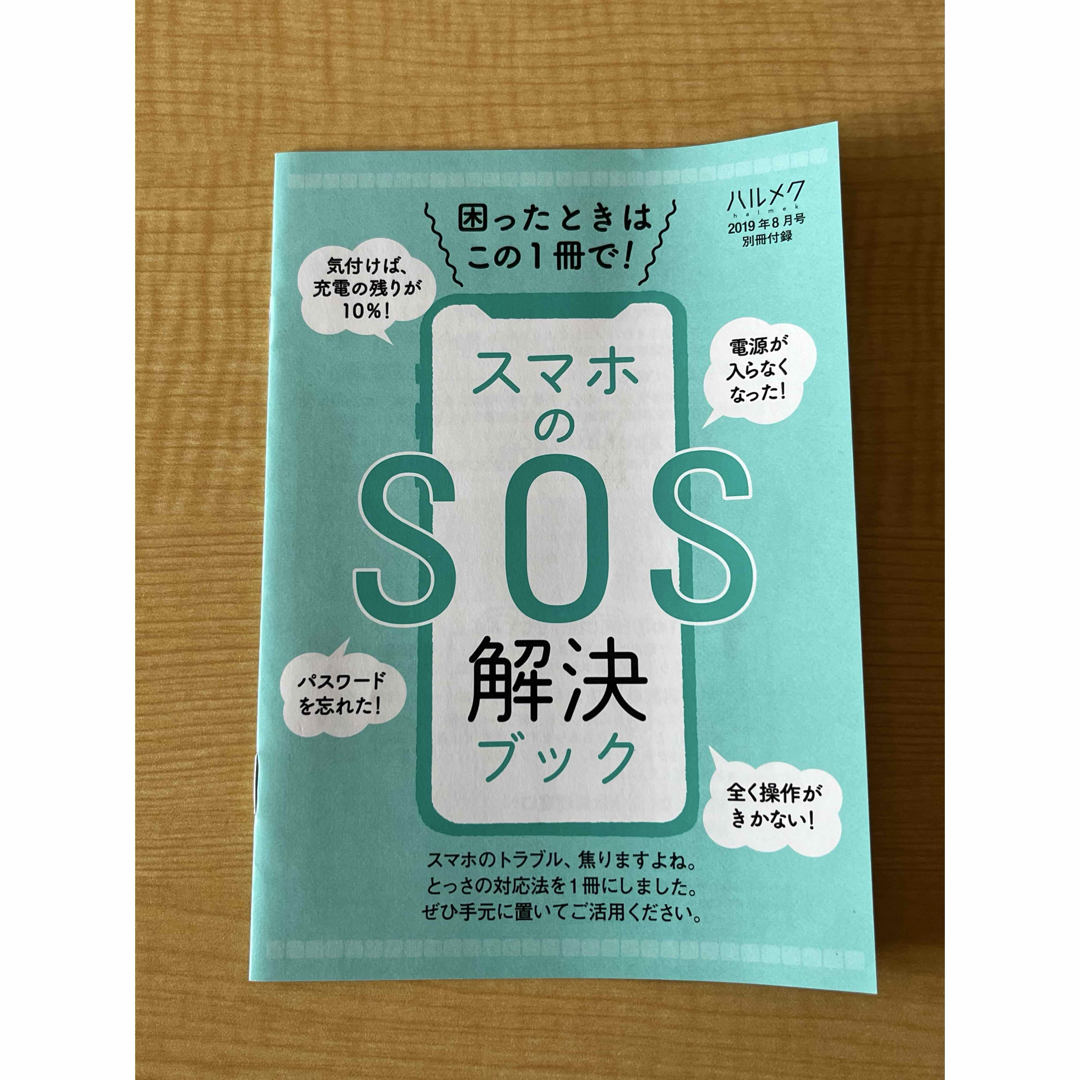 ハルメク
halmek
2019年8月号
別冊付録
困ったときは
この1冊で!
気付けば、
充電の残りが
10%!
電源が
入らなく
なった!
スマホ
の
SOS
解決
ブック
パスワード
を忘れた!
全く操作が
きかない!
スマホのトラブル、焦りますよね。
とっさの対応法を1冊にしました。
ぜひ手元に置いてご活用ください。